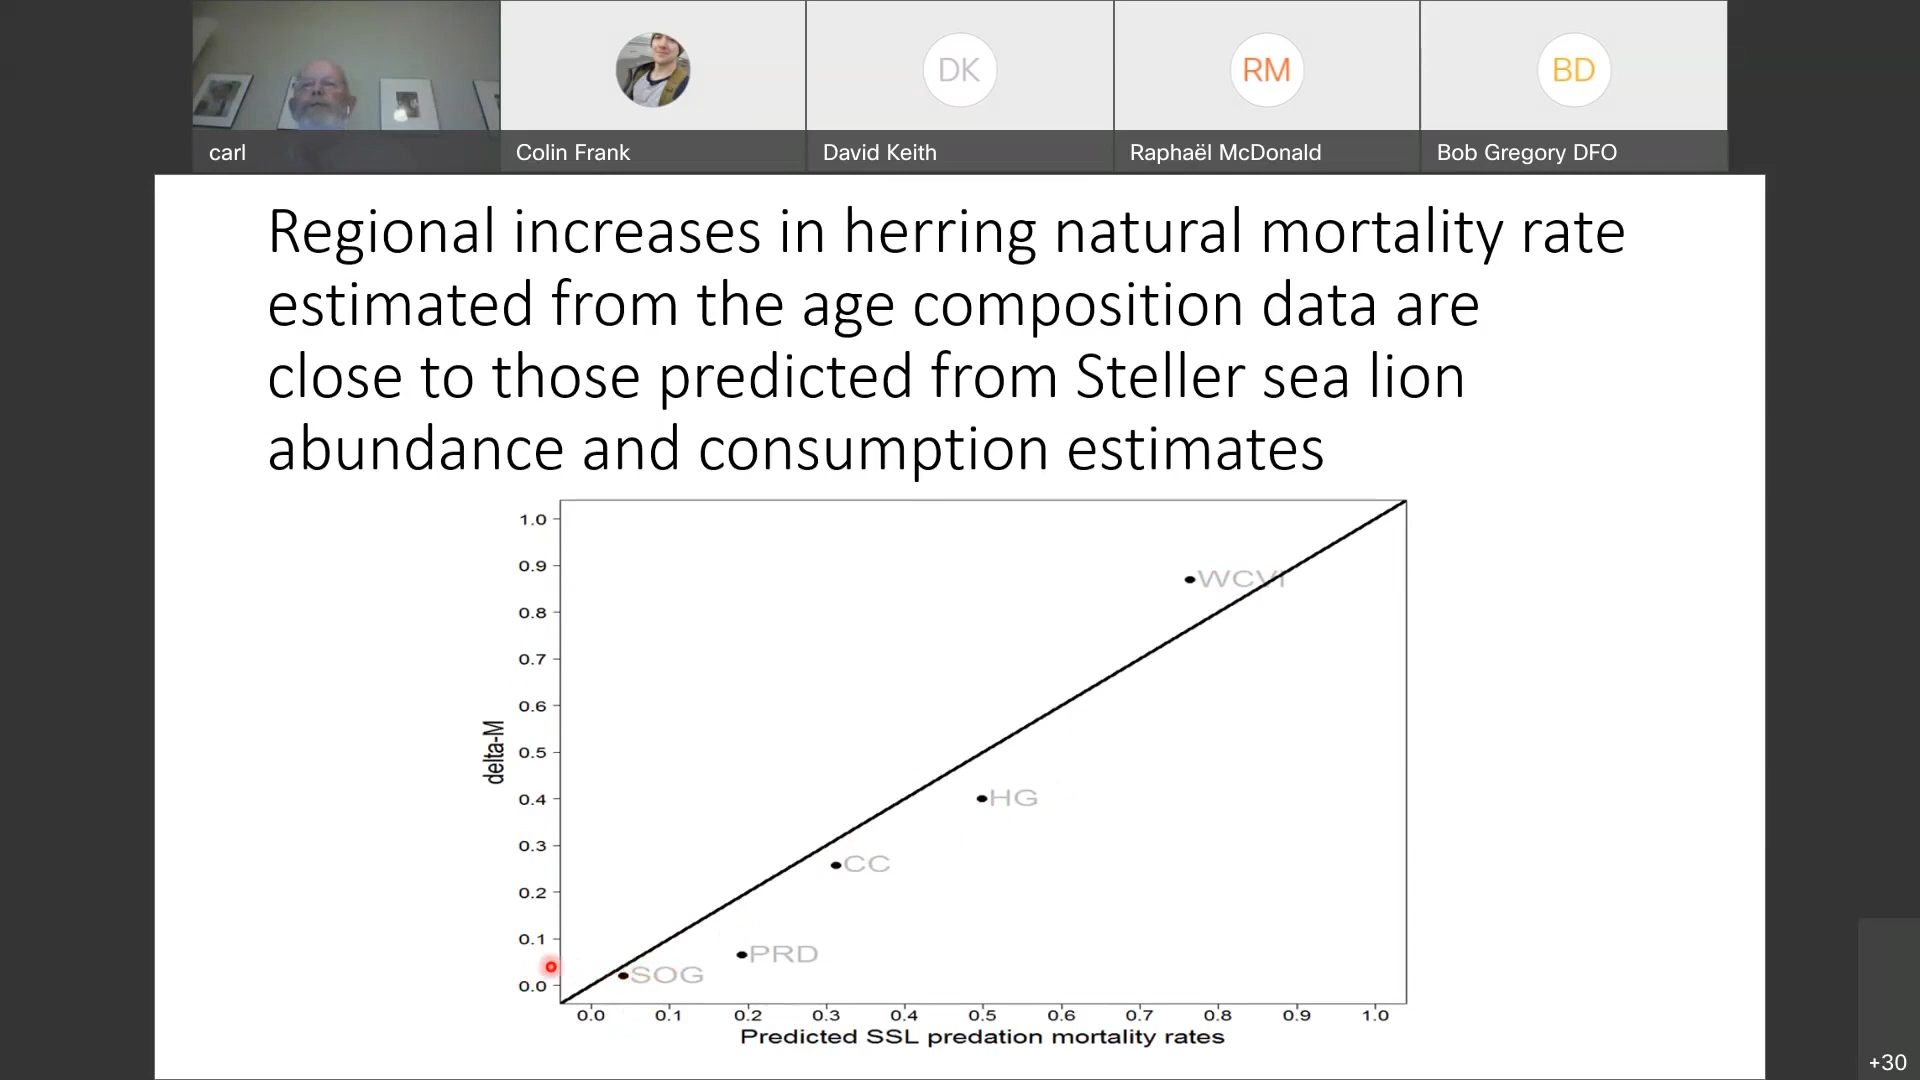 carl
Colin Frank
DK
David Keith
RM
Raphaël McDonald
BD
Bob Gregory DFO
Regional increases in herring natural mortality rate
estimated from the age composition data are
close to those predicted from Steller sea lion
abundance and consumption estimates
1.0
0.9
0.8
0.7
0.6
0.5
0.4
0.3
0.2
0.1
0.0
delta-M
WCVI
HG
CC
PRD
SOG
0.0 0.1 0.2 0.3 0.4 0.5 0.6 0.7 0.8 0.9 1.0
Predicted SSL predation mortality rates
+30